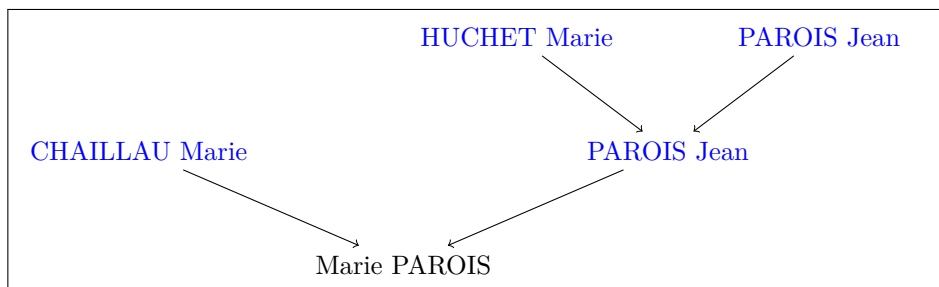 HUCHET Marie
PAROIS Jean
CHAILLAU Marie
PAROIS Jean
Marie PAROIS